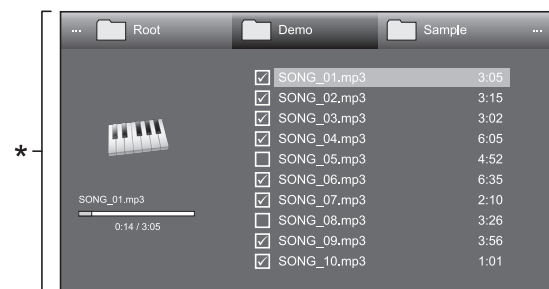 ... Root Demo Sample ...
SONG_01.mp3 3:05
SONG_02.mp3 3:15
SONG_03.mp3 3:02
SONG_04.mp3 6:05
SONG_05.mp3 4:52
SONG_06.mp3 6:35
SONG_07.mp3 2:10
SONG_08.mp3 3:26
SONG_09.mp3 3:56
SONG_10.mp3 1:01
*
SONG_01.mp3
0:14 / 3:05